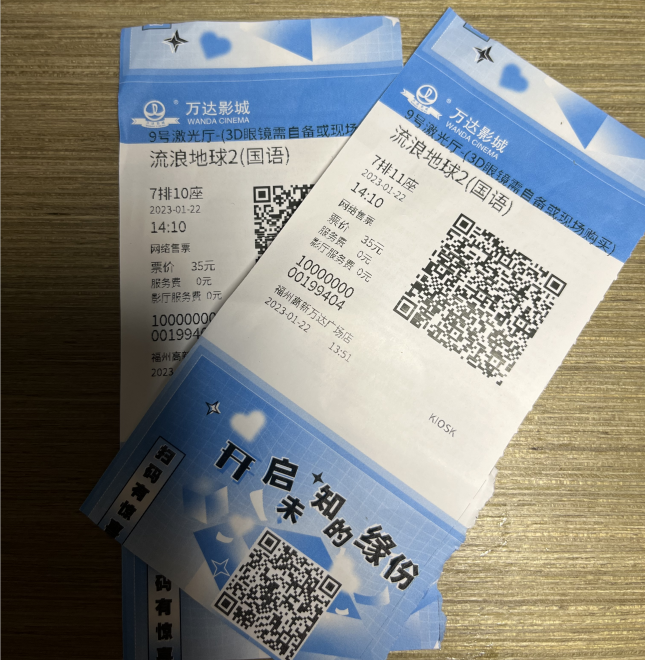 万达影城
WANDA CINEMA
9号激光厅-(3D眼镜需自备或现场
流浪地球2(国语)
7排10座
2023-01-22
14:10
网络售票
票价 35元
服务费 0元
影厅服务费 0元
10000000
001994
福州高新
2023
码有惊喜
万达影城
WANDA CINEMA
9号激光厅-(3D眼镜需自备或现场购买)
流浪地球2(国语)
7排11座
2023-01-22
14:10
网络售票
票价 35元
服务费 0元
影厅服务费 0元
10000000
00199404
福州高新万达广场店
2023-01-22 13:51
KIOSK
扫码有惊
开启未知的缘份